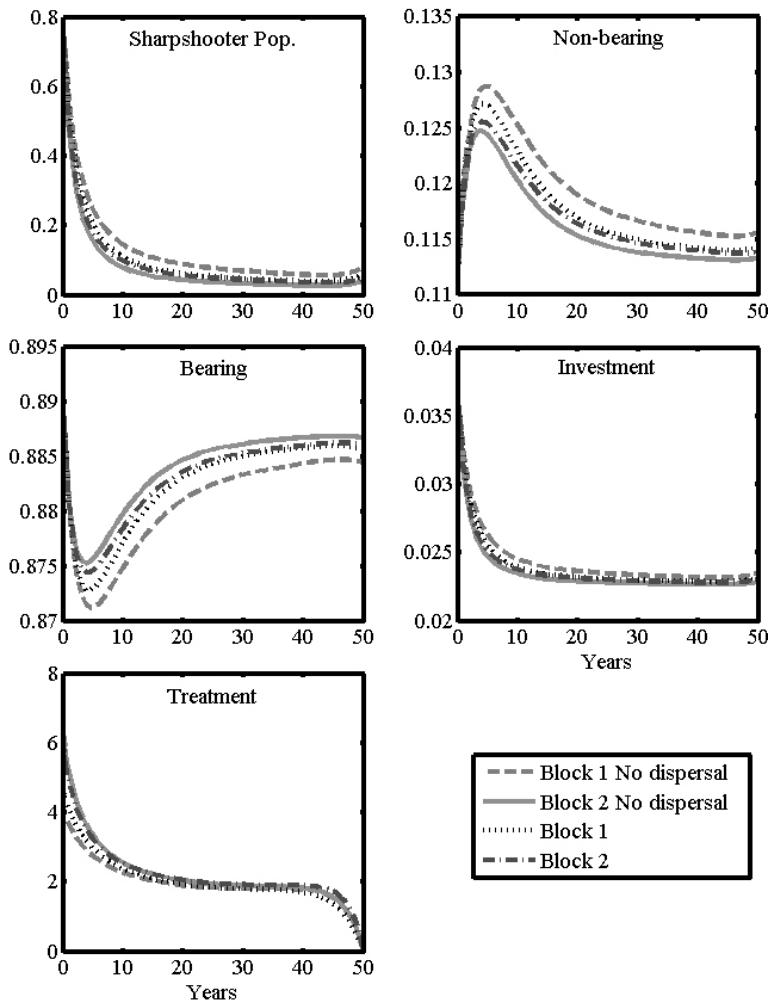 Sharpshooter Pop.
0.8
0.6
0.4
0.2
0
0 10 20 30 40 50
Non-bearing
0.135
0.13
0.125
0.12
0.115
0.11
0 10 20 30 40 50
Bearing
0.895
0.89
0.885
0.88
0.875
0.87
0 10 20 30 40 50
Investment
0.04
0.035
0.03
0.025
0.02
0 10 20 30 40 50
Years
Treatment
8
6
4
2
0
0 10 20 30 40 50
Years
Block 1 No dispersal
Block 2 No dispersal
Block 1
Block 2